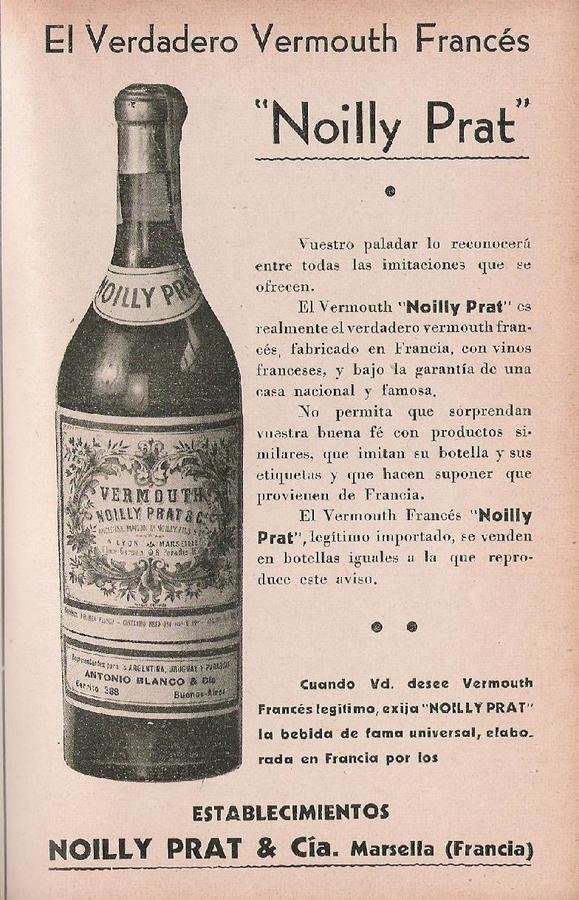 El Verdadero Vermouth Francés
"Noilly Prat"
Vuestro paladar lo reconocerá
entre todas las imitaciones que se
ofrecen.
El Vermouth "Noilly Prat" es
realmente el verdadero vermouth fran-
cés, fabricado en Francia, con vinos
franceses, y bajo la garantía de una
casa nacional y famosa.
No permita que sorprendan
vuestra buena fé con productos si-
milares, que imitan su botella y sus
etiquetas y que hacen suponer que
provienen de Francia.
El Vermouth Francés "Noilly
Prat", legítimo importado, se venden
en botellas iguales a la que repro-
duce este aviso.
Cuando Vd. desee Vermouth
Francés legítimo, exija "NOILLY PRAT"
la bebida de fama universal, elabo-
rada en Francia por los
ESTABLECIMIENTOS
NOILLY PRAT & Cía. Marsella (Francia)
NOILLY PRA
VERMOUTH
NOILLY PRAT & C
LYON MARSEILLE
Representantes para la ARGENTINA, URUGUAY Y PARAGUAY
ANTONIO BLANCO & Cía
Cerrito 388 Buenos-Aires